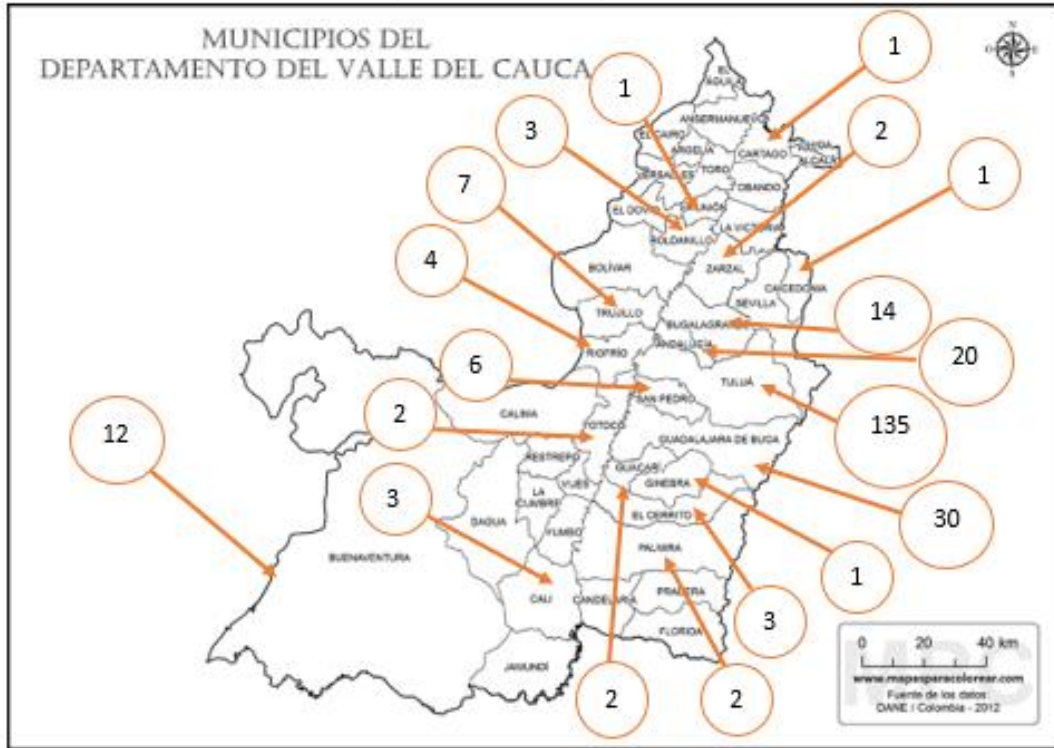 MUNICIPIOS DEL
DEPARTAMENTO DEL VALLE DEL CAUCA
N
S
1
1
3
2
7
1
4
14
6
20
2
135
12
3
30
1
3
2
2
EL
AGUILA
ANSERMANUEVO
EL CAIRO
ARGELIA
CARTAGO
ALCALÁ
VERSALLES
TORO
OBANDO
EL DOVIO
LA VICTORIA
ROLDANILLO
BOLÍVAR
ZARZAL
CAICEDONIA
SEVILLA
TRUJILLO
ANDALUCÍA
RIOFRÍO
TULUÁ
SAN PEDRO
CALIMA
YOTOCO
GUADALAJARA DE BUGA
RESTREPO
GUACARÍ
GINEBRA
VIJES
LA
CUMBRE
DAGUA
EL CERRITO
YUMBO
BUENAVENTURA
PALMIRA
CALI
CANDELARIA
PRADERA
FLORIDA
JAMUNDÍ
0 20 40 km
www.mapasparacolorear.com
Fuente de los datos:
DANE / Colombia - 2012